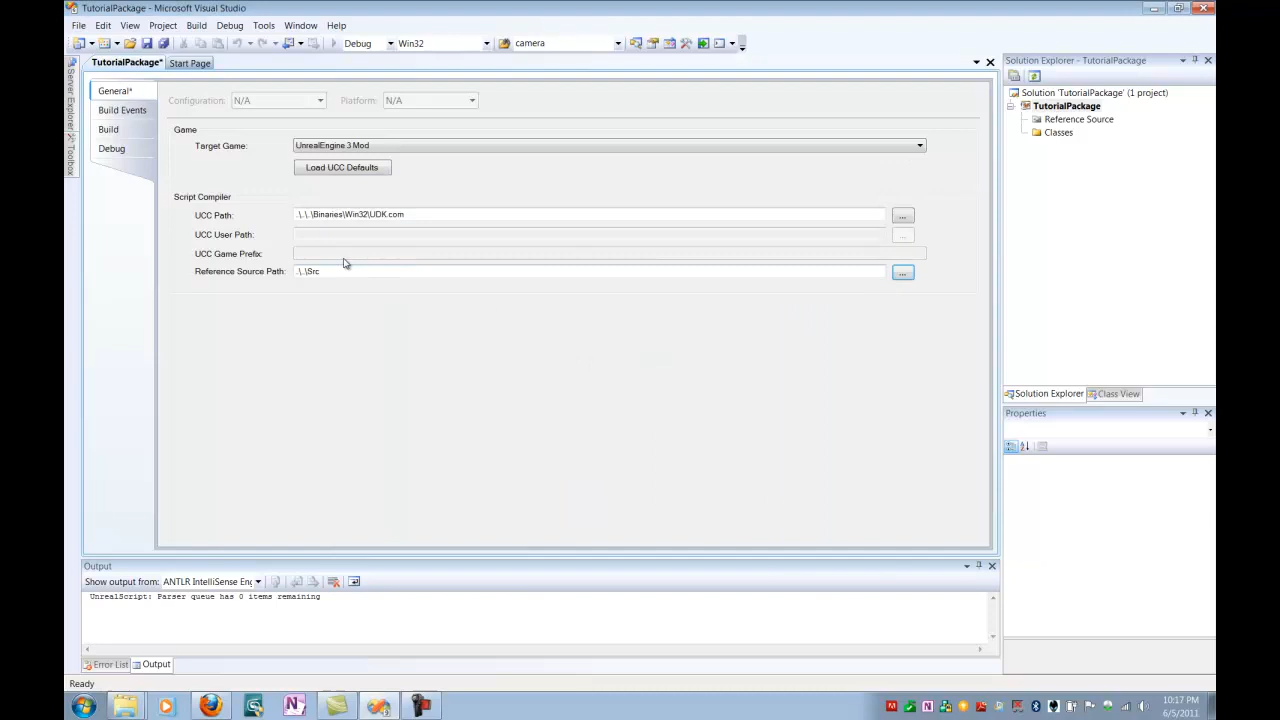 TutorialPackage - Microsoft Visual Studio
File Edit View Project Build Debug Tools Window Help
Debug Win32 camera
TutorialPackage* Start Page
Server Explorer
Toolbox
General*
Build Events
Build
Debug
Configuration: N/A Platform: N/A
Game
Target Game: UnrealEngine 3 Mod
Load UCC Defaults
Script Compiler
UCC Path: ..\..\..\Binaries\Win32\UDK.com ...
UCC User Path: ...
UCC Game Prefix:
Reference Source Path: ..\..\Src ...
Solution Explorer - TutorialPackage
Solution 'TutorialPackage' (1 project)
TutorialPackage
Reference Source
Classes
Solution Explorer Class View
Properties
Output
Show output from: ANTLR IntelliSense Eng
UnrealScript: Parser queue has 0 items remaining
Error List Output
Ready
10:17 PM
6/5/2011